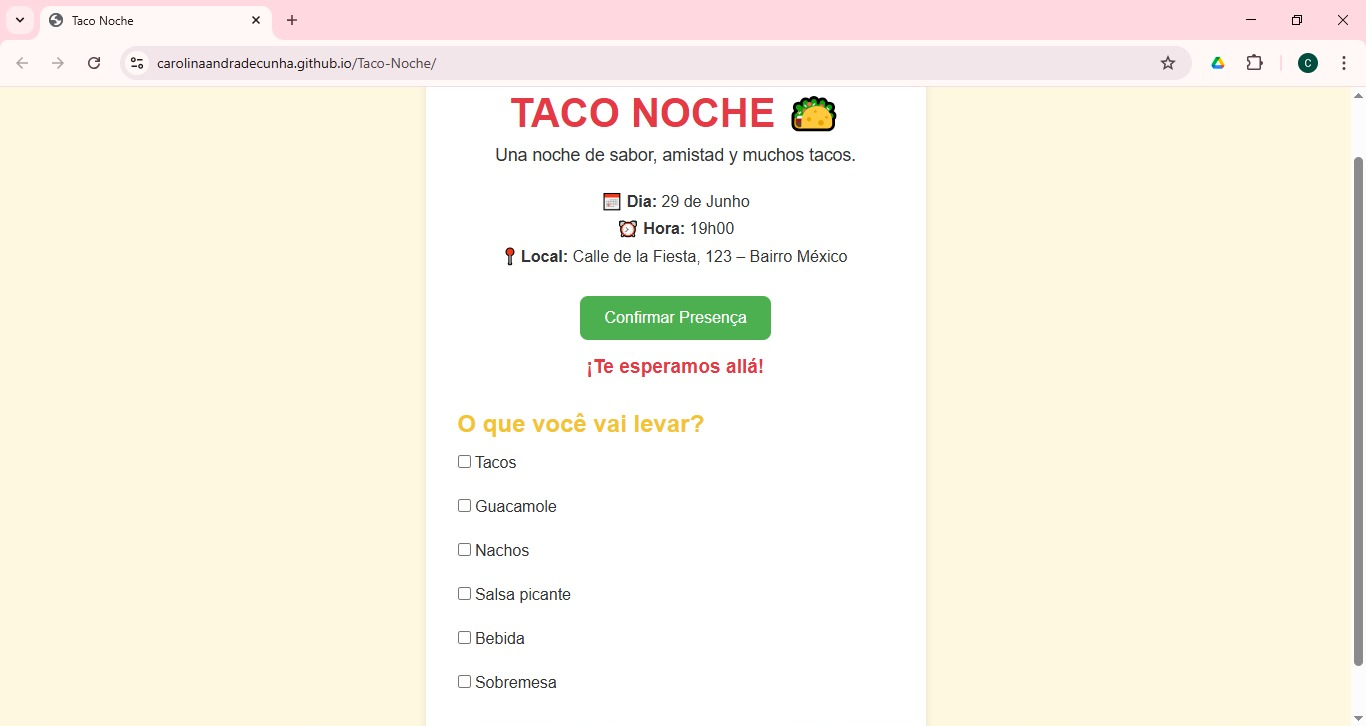 Taco Noche
carolinaandradecunha.github.io/Taco-Noche/
C
TACO NOCHE 🌮
Una noche de sabor, amistad y muchos tacos.
📅 Dia: 29 de Junho
⏰ Hora: 19h00
📍 Local: Calle de la Fiesta, 123 – Bairro México
Confirmar Presença
¡Te esperamos allá!
O que você vai levar?
Tacos
Guacamole
Nachos
Salsa picante
Bebida
Sobremesa